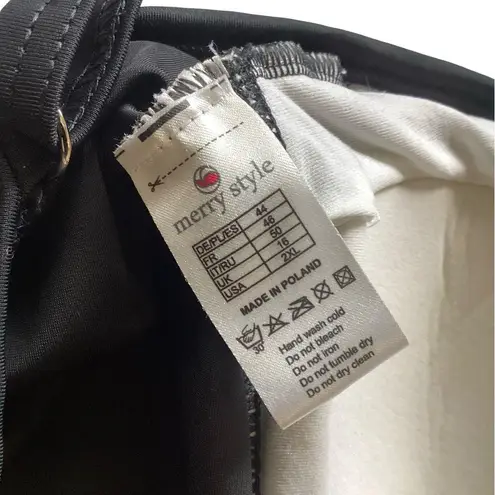 merry style
DE/PL/ES 44
FR 46
IT/RU 50
UK 16
USA 2XL
MADE IN POLAND
30
Hand wash cold
Do not bleach
Do not iron
Do not tumble dry
Do not dry clean